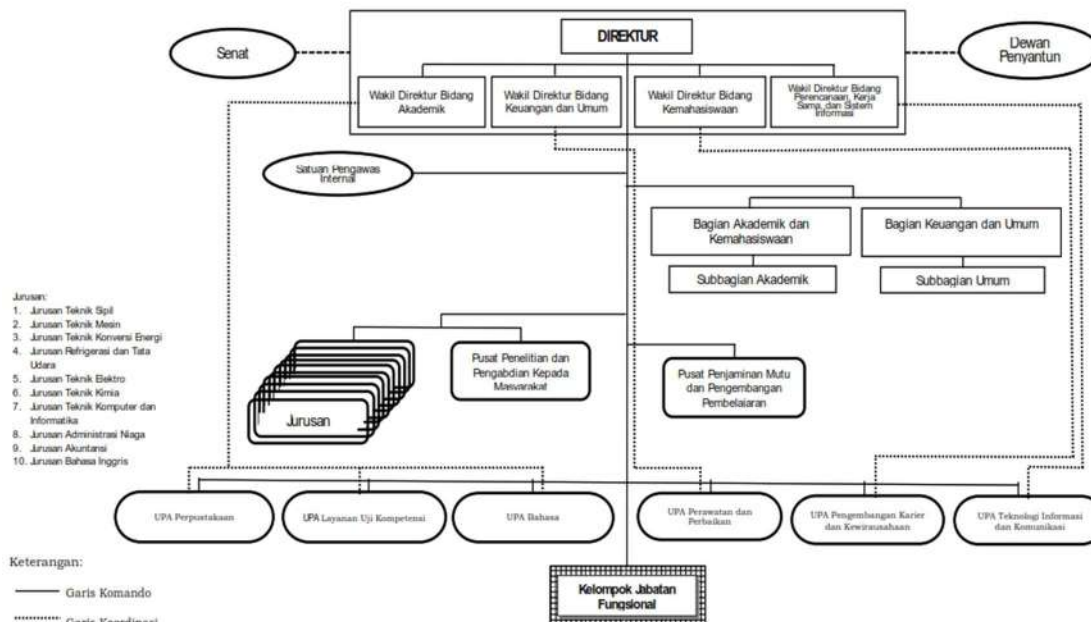 DIREKTUR
Senat
Dewan
Penyantun
Wakil Direktur Bidang
Akademik
Wakil Direktur Bidang
Keuangan dan Umum
Wakil Direktur Bidang
Kemahasiswaan
Wakil Direktur Bidang
Perencanaan, Kerja
Sama, dan Sistem
Informasi
Satuan Pengawas
Internal
Bagian Akademik dan
Kemahasiswaan
Bagian Keuangan dan Umum
Subbagian Akademik
Subbagian Umum
Jurusan:
1. Jurusan Teknik Sipil
2. Jurusan Teknik Mesin
3. Jurusan Teknik Konversi Energi
4. Jurusan Refrigerasi dan Tata
Udara
5. Jurusan Teknik Elektro
6. Jurusan Teknik Kimia
7. Jurusan Teknik Komputer dan
Informatika
8. Jurusan Administrasi Niaga
9. Jurusan Akuntansi
10. Jurusan Bahasa Inggris
Jurusan
Pusat Penelitian dan
Pengabdian Kepada
Masyarakat
Pusat Penjaminan Mutu
dan Pengembangan
Pembelajaran
UPA Perpustakaan
UPA Layanan Uji Kompetensi
UPA Bahasa
UPA Perawatan dan
Perbaikan
UPA Pengembangan Karier
dan Kewirausahaan
UPA Teknologi Informasi
dan Komunikasi
Kelompok Jabatan
Fungsional
Keterangan:
Garis Komando
Garis Koordinasi